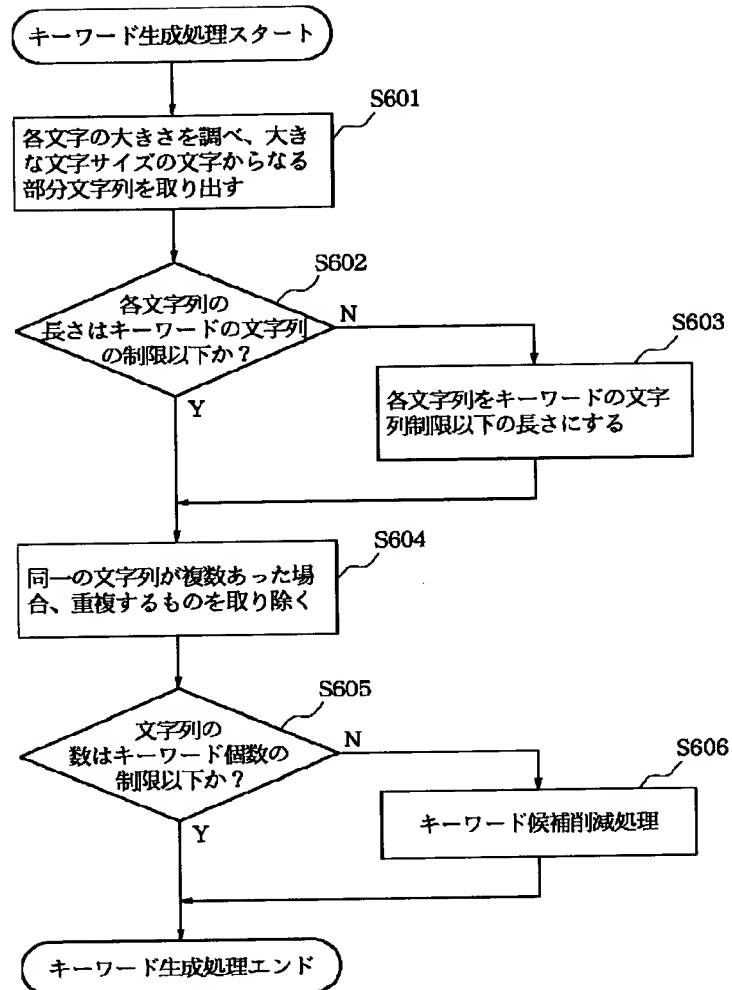 キーワード生成処理スタート
S601
各文字の大きさを調べ、大き
な文字サイズの文字からなる
部分文字列を取り出す
S602
各文字列の
長さはキーワードの文字列
の制限以下か？
N
Y
S603
各文字列をキーワードの文字
列制限以下の長さにする
S604
同一の文字列が複数あった場
合、重複するものを取り除く
S605
文字列の
数はキーワード個数の
制限以下か？
N
Y
S606
キーワード候補削減処理
キーワード生成処理エンド